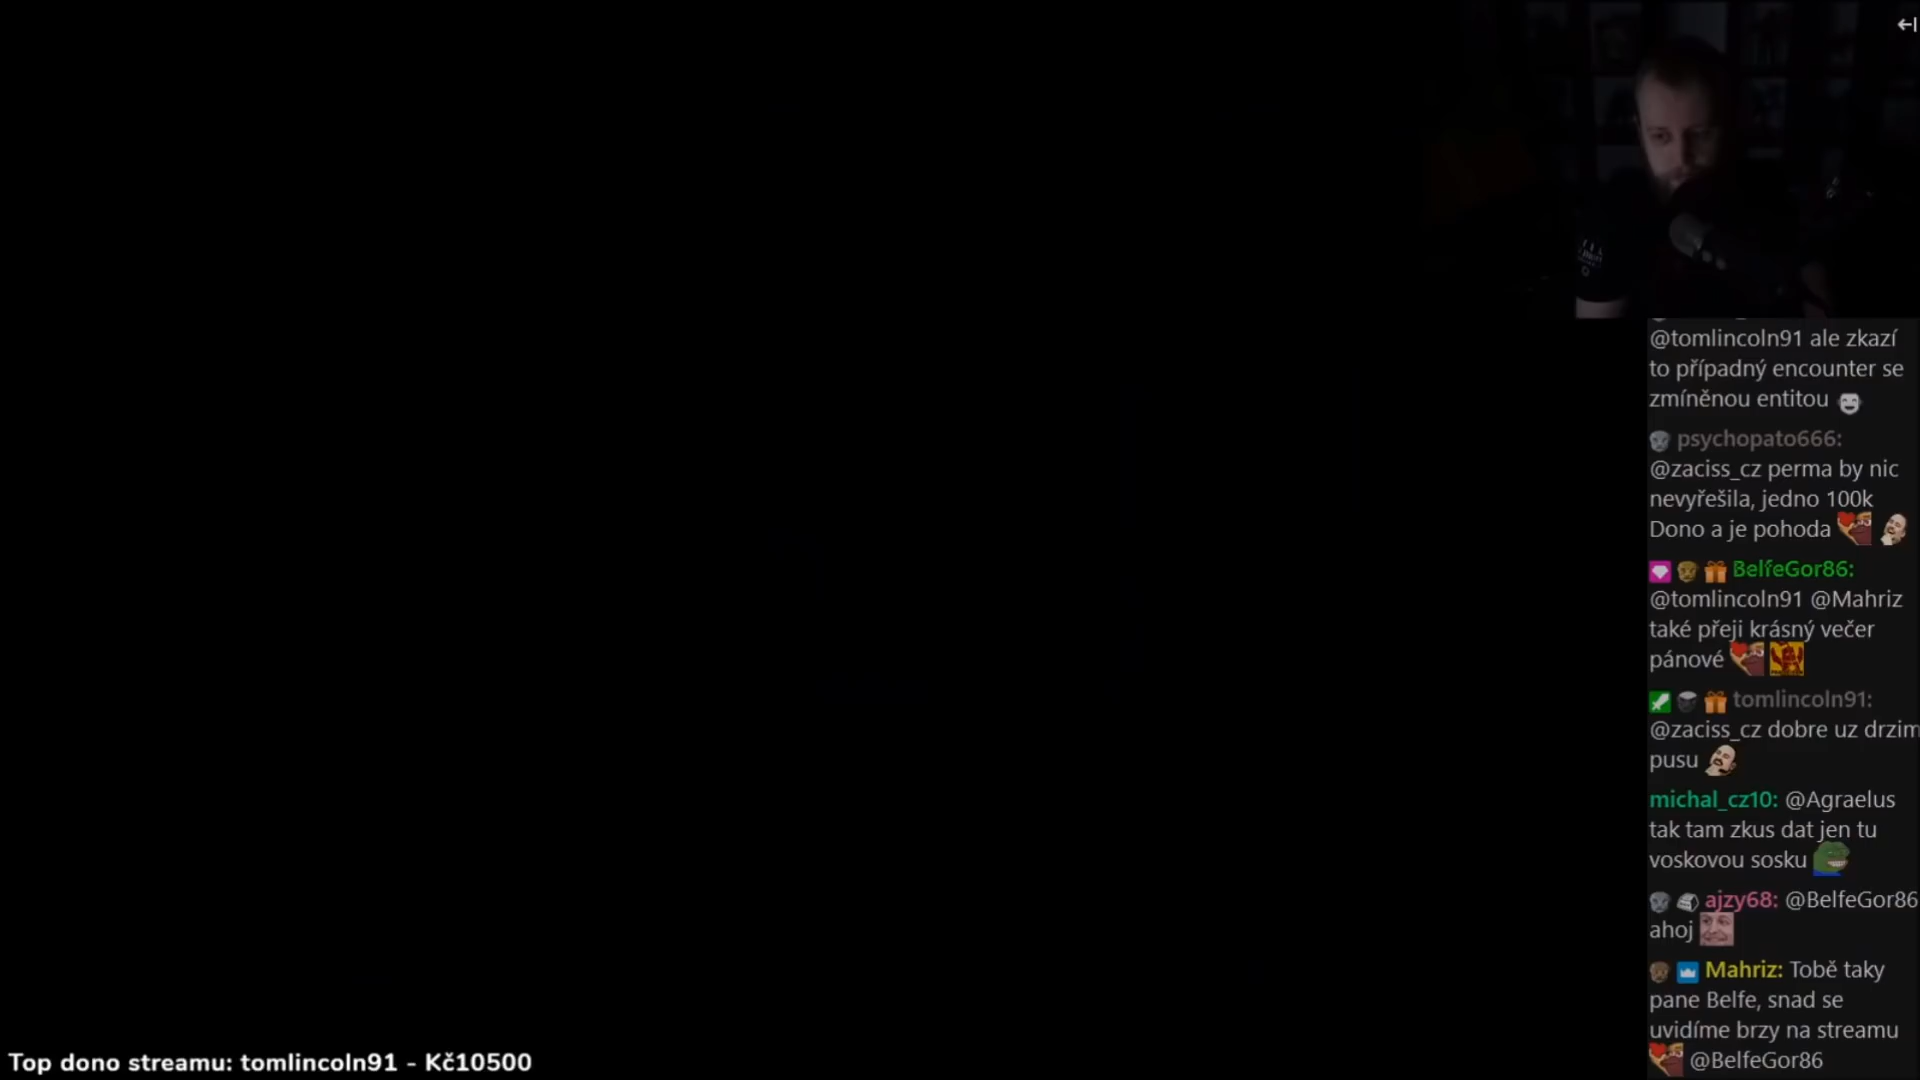 @tomlincoln91 ale zkazí
to případný encounter se
zmíněnou entitou
psychopato666:
@zaciss_cz perma by nic
nevyřešila, jedno 100k
Dono a je pohoda
BelfeGor86:
@tomlincoln91 @Mahriz
také přeji krásný večer
pánové
tomlincoln91:
@zaciss_cz dobre uz drzim
pusu
michal_cz10: @Agraelus
tak tam zkus dat jen tu
voskovou sosku
ajzy68: @BelfeGor86
ahoj
Mahriz: Tobě taky
pane Belfe, snad se
uvidíme brzy na streamu
@BelfeGor86
Top dono streamu: tomlincoln91 - Kč10500